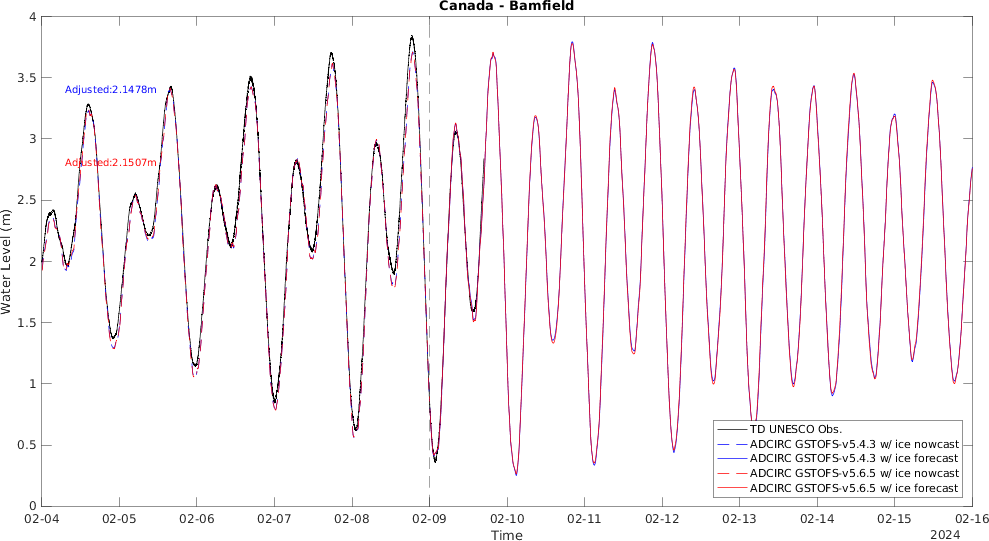 Canada - Bamfield
4
3.5
3
2.5
2
1.5
1
0.5
0
Water Level (m)
Adjusted:2.1478m
Adjusted:2.1507m
TD UNESCO Obs.
ADCIRC GSTOFS-v5.4.3 w/ ice nowcast
ADCIRC GSTOFS-v5.4.3 w/ ice forecast
ADCIRC GSTOFS-v5.6.5 w/ ice nowcast
ADCIRC GSTOFS-v5.6.5 w/ ice forecast
02-04 02-05 02-06 02-07 02-08 02-09 02-10 02-11 02-12 02-13 02-14 02-15 02-16
Time
2024